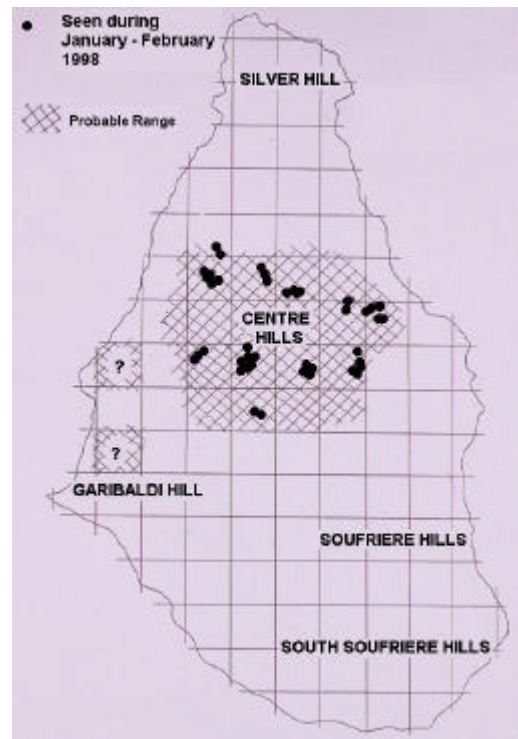 Seen during
January - February
1998
SILVER HILL
Probable Range
CENTRE
HILLS
?
?
GARIBALDI HILL
SOUFRIERE HILLS
SOUTH SOUFRIERE HILLS